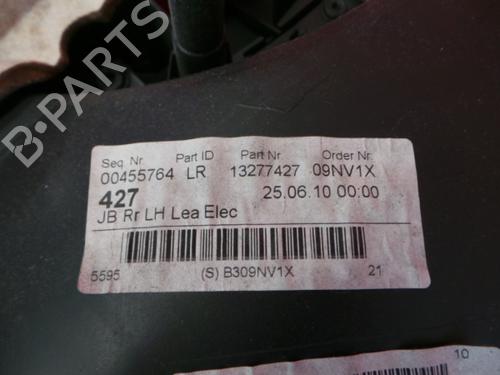 Seq. Nr. Part ID Part Nr Order Nr.
00455764 LR 13277427 09NV1X
427 25.06.10 00:00
JB Rr LH Lea Elec
5595 (S) B309NV1X 21
10
B-PARTS